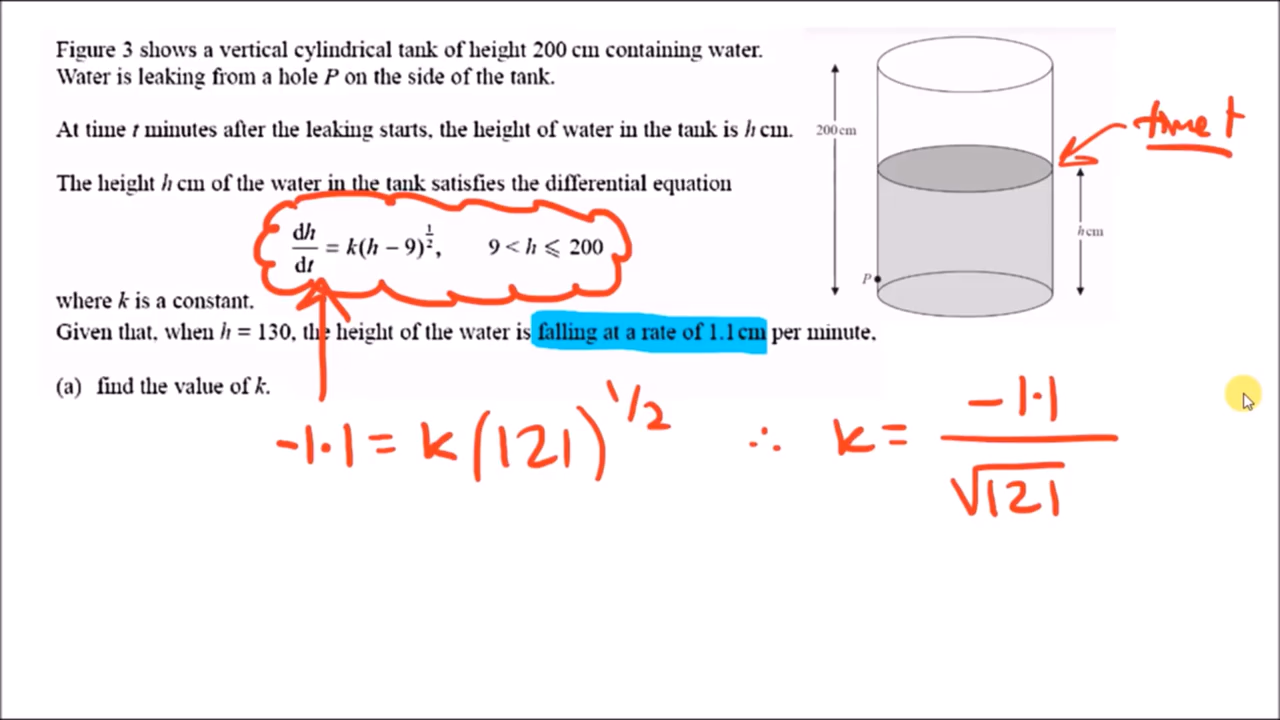 Figure 3 shows a vertical cylindrical tank of height 200 cm containing water.
Water is leaking from a hole P on the side of the tank.
At time t minutes after the leaking starts, the height of water in the tank is h cm.
The height h cm of the water in the tank satisfies the differential equation
dh/dt = k(h − 9)^{1/2},   9 < h ⩽ 200
where k is a constant.
Given that, when h = 130, the height of the water is falling at a rate of 1.1 cm per minute,
(a) find the value of k.
200 cm
time t
h cm
P
-1.1 = k(121)^{1/2} ∴ k = -1.1/√121